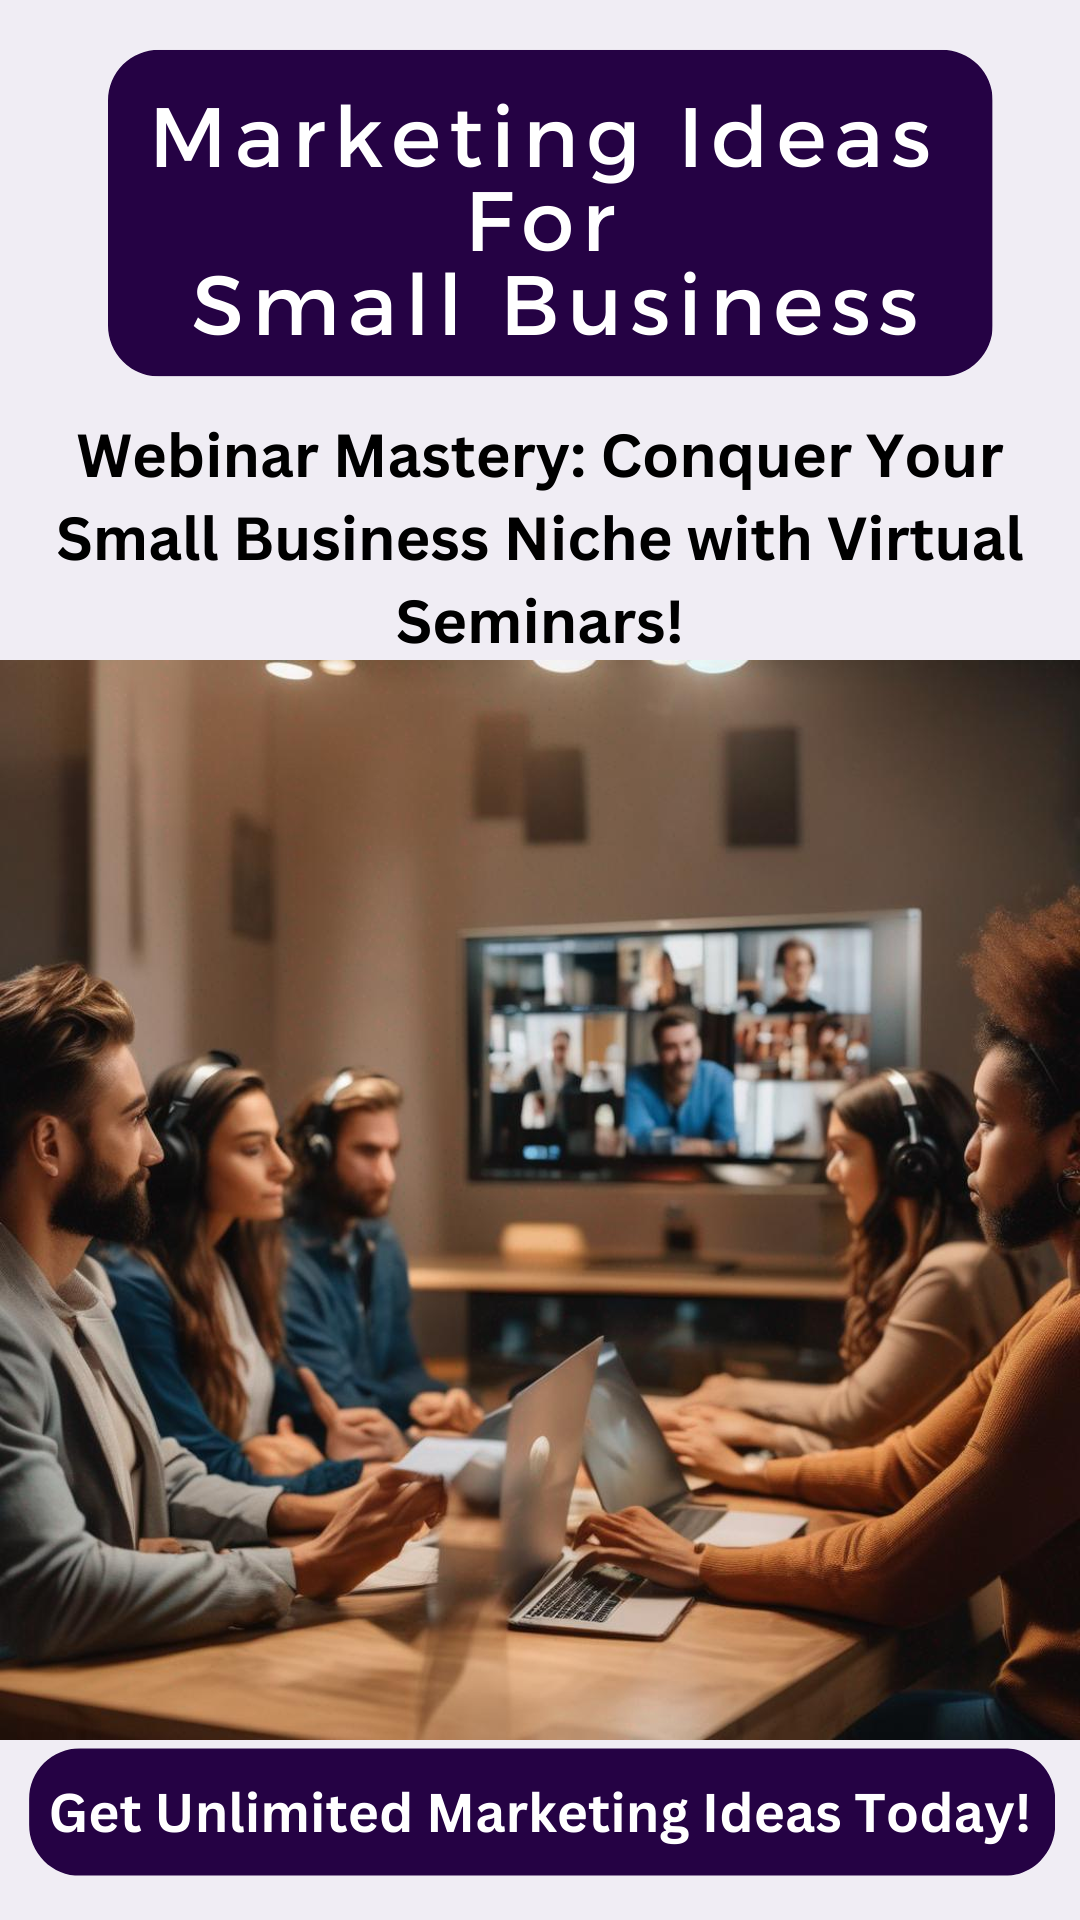 Marketing Ideas
For
Small Business
Webinar Mastery: Conquer Your
Small Business Niche with Virtual
Seminars!
Get Unlimited Marketing Ideas Today!